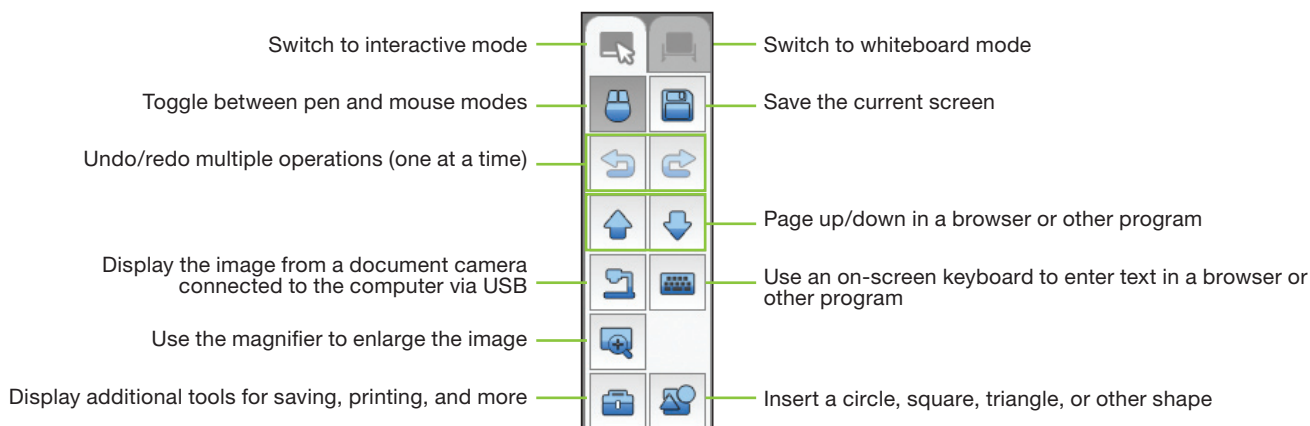 Switch to interactive mode
Switch to whiteboard mode
Toggle between pen and mouse modes
Save the current screen
Undo/redo multiple operations (one at a time)
Page up/down in a browser or other program
Display the image from a document camera
connected to the computer via USB
Use an on-screen keyboard to enter text in a browser or
other program
Use the magnifier to enlarge the image
Display additional tools for saving, printing, and more
Insert a circle, square, triangle, or other shape